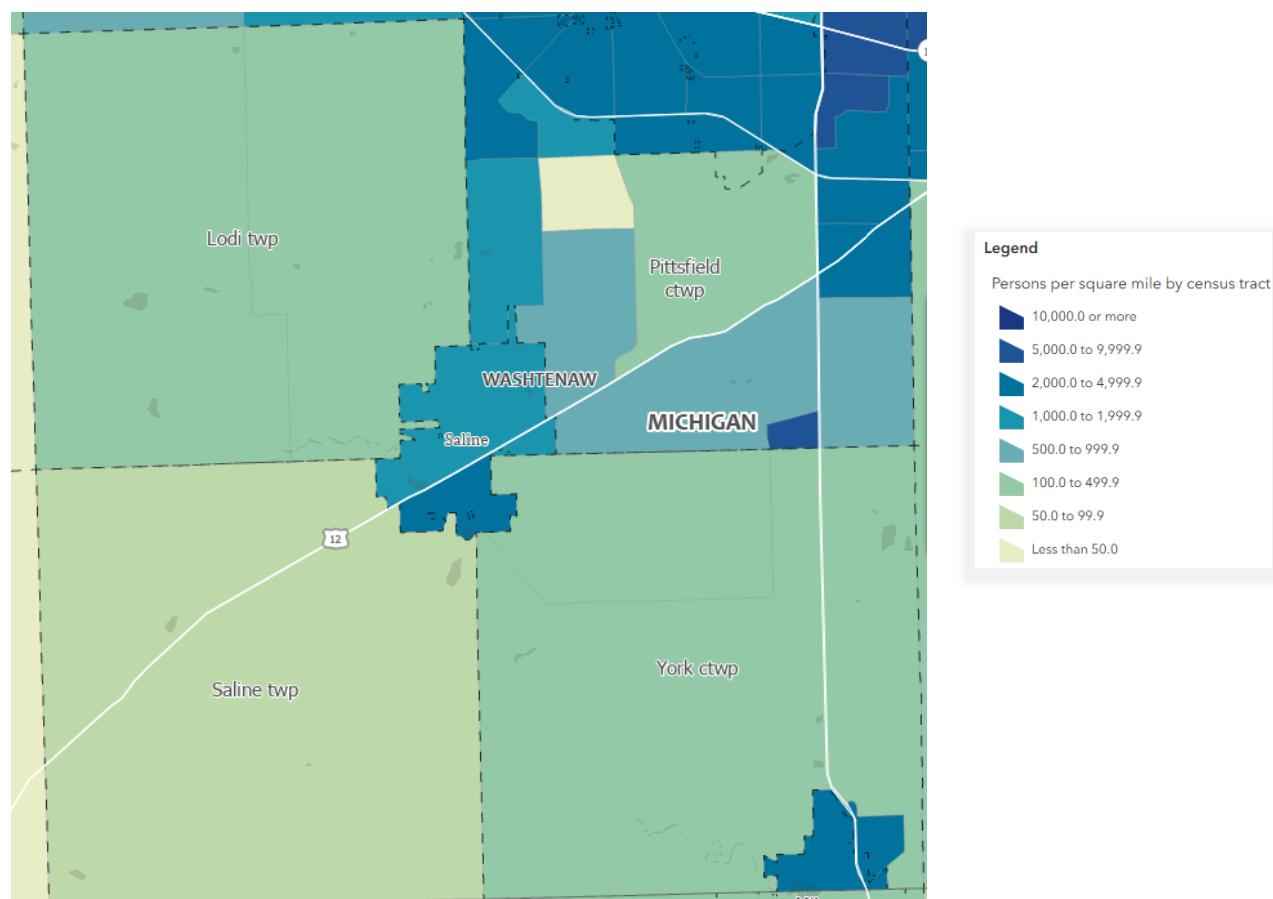 1
Lodi twp
Pittsfield
ctwp
WASHTENAW
MICHIGAN
Saline
12
York ctwp
Saline twp
Legend
Persons per square mile by census tract
10,000.0 or more
5,000.0 to 9,999.9
2,000.0 to 4,999.9
1,000.0 to 1,999.9
500.0 to 999.9
100.0 to 499.9
50.0 to 99.9
Less than 50.0